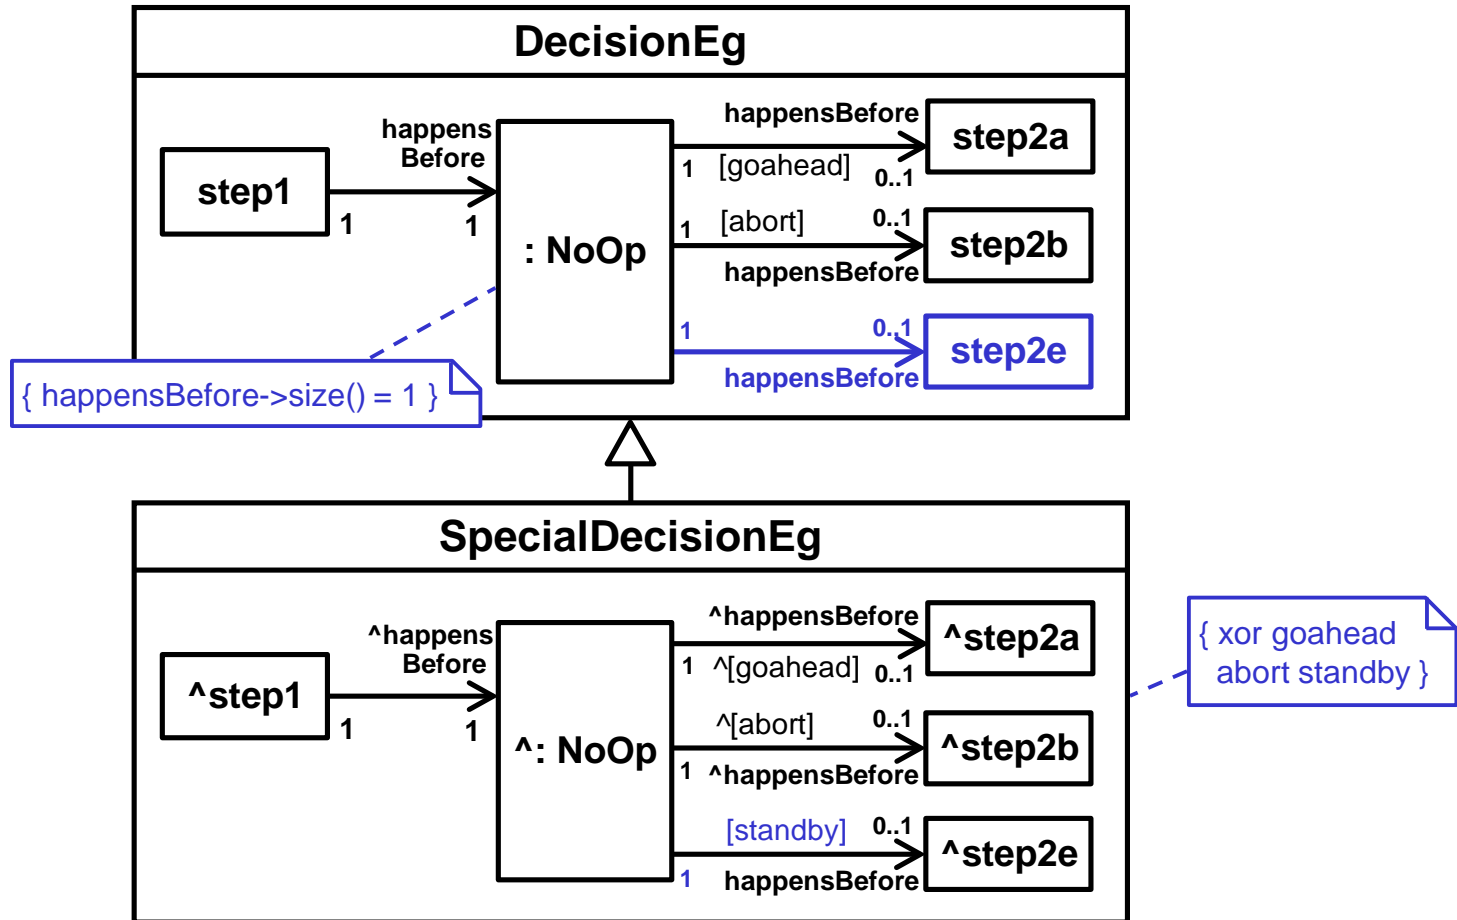 DecisionEg
happens
Before
step1
1
1
: NoOp
happensBefore
1
[goahead]
0..1
step2a
1
[abort]
0..1
happensBefore
step2b
1
0..1
happensBefore
step2e
{ happensBefore->size() = 1 }
SpecialDecisionEg
^happens
Before
^step1
1
1
^: NoOp
^happensBefore
1
^[goahead]
0..1
^step2a
^[abort]
0..1
1
^happensBefore
^step2b
[standby]
0..1
1
happensBefore
^step2e
{ xor goahead
abort standby }